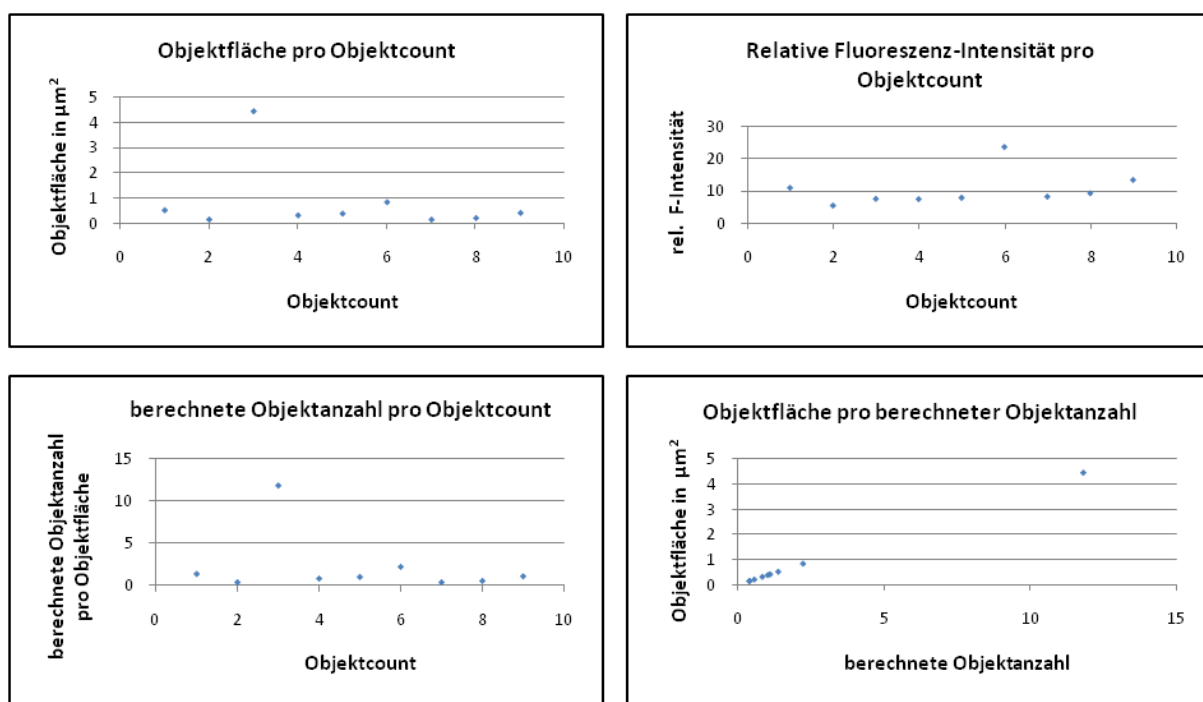 Objektfläche pro Objektcount
Objektfläche in µm²
5
4
3
2
1
0
0 2 4 6 8 10
Objektcount
Relative Fluoreszenz-Intensität pro
Objektcount
rel. F-Intensität
30
20
10
0
0 2 4 6 8 10
Objektcount
berechnete Objektanzahl pro Objektcount
berechnete Objektanzahl
pro Objektfläche
15
10
5
0
0 2 4 6 8 10
Objektcount
Objektfläche pro berechneter Objektanzahl
Objektfläche in µm²
5
4
3
2
1
0
0 5 10 15
berechnete Objektanzahl